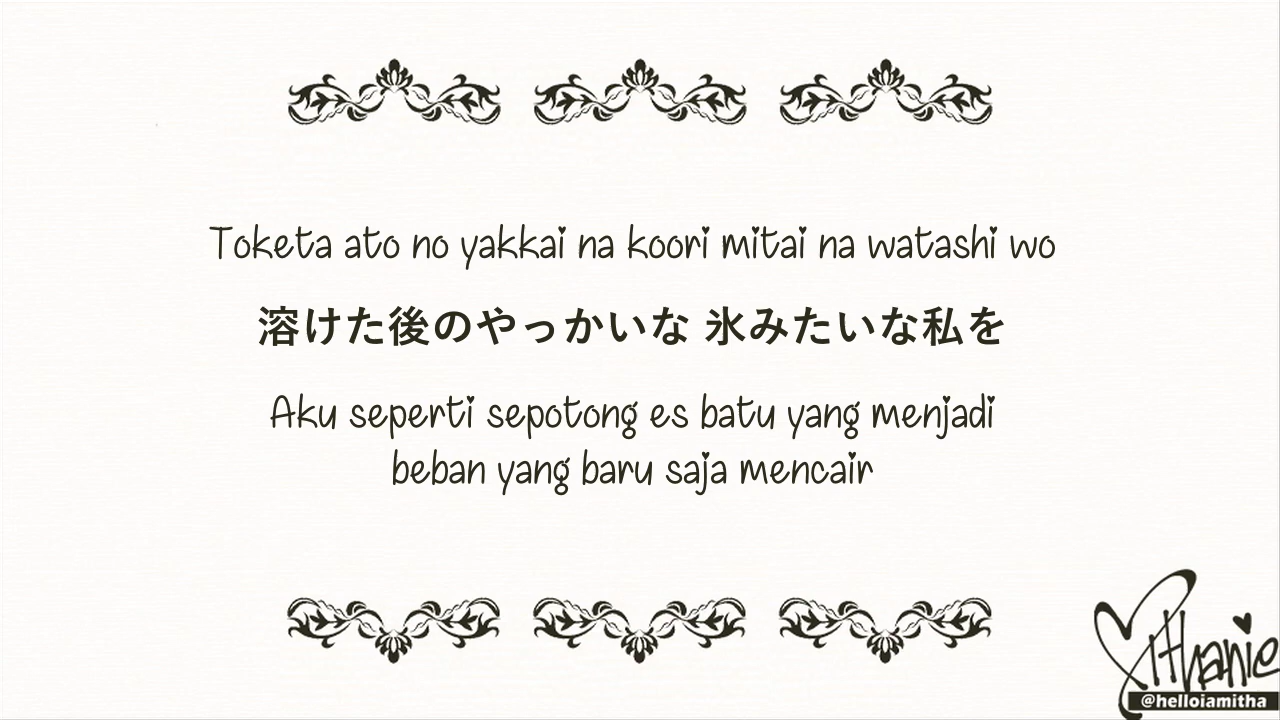 Toketa ato no yakkai na koori mitai na watashi wo
溶けた後のやっかいな 氷みたいな私を
Aku seperti sepotong es batu yang menjadi
beban yang baru saja mencair
Mithanie
@helloiamitha